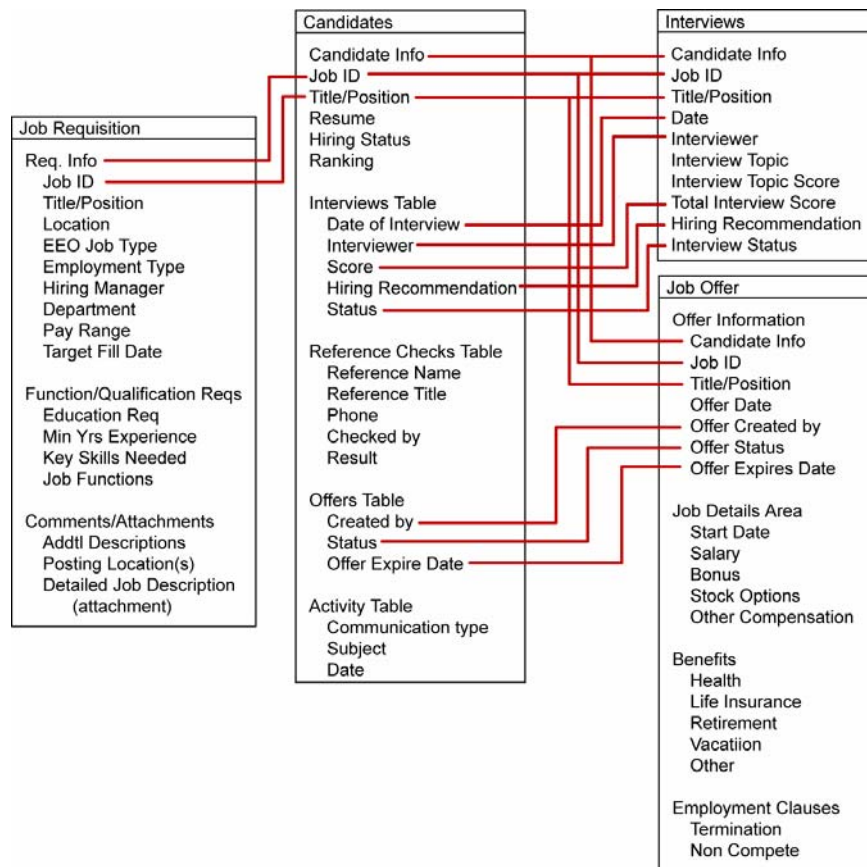 Job Requisition
Req. Info
Job ID
Title/Position
Location
EEO Job Type
Employment Type
Hiring Manager
Department
Pay Range
Target Fill Date
Function/Qualification Reqs
Education Req
Min Yrs Experience
Key Skills Needed
Job Functions
Comments/Attachments
Addtl Descriptions
Posting Location(s)
Detailed Job Description
(attachment)
Candidates
Candidate Info
Job ID
Title/Position
Resume
Hiring Status
Ranking
Interviews Table
Date of Interview
Interviewer
Score
Hiring Recommendation
Status
Reference Checks Table
Reference Name
Reference Title
Phone
Checked by
Result
Offers Table
Created by
Status
Offer Expire Date
Activity Table
Communication type
Subject
Date
Interviews
Candidate Info
Job ID
Title/Position
Date
Interviewer
Interview Topic
Interview Topic Score
Total Interview Score
Hiring Recommendation
Interview Status
Job Offer
Offer Information
Candidate Info
Job ID
Title/Position
Offer Date
Offer Created by
Offer Status
Offer Expires Date
Job Details Area
Start Date
Salary
Bonus
Stock Options
Other Compensation
Benefits
Health
Life Insurance
Retirement
Vacatiion
Other
Employment Clauses
Termination
Non Compete